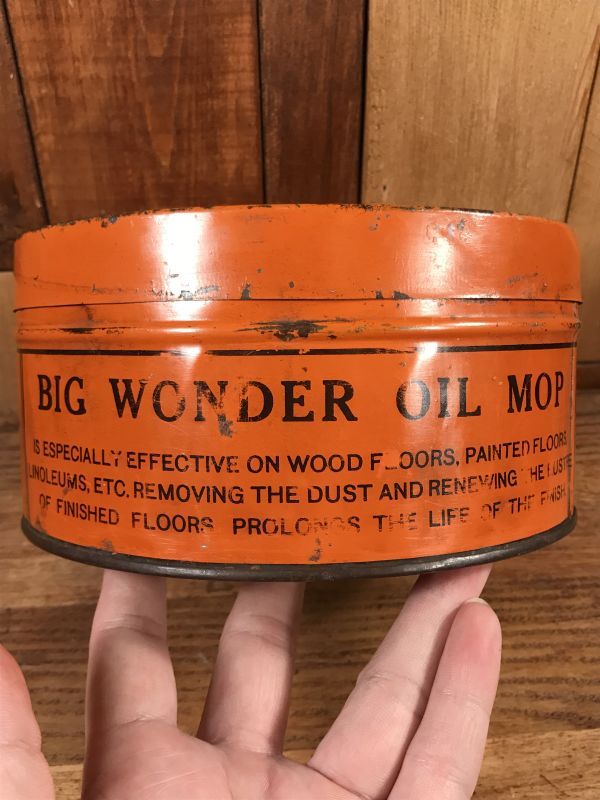 BIG WONDER OIL MOP
IS ESPECIALLY EFFECTIVE ON WOOD FLOORS, PAINTED FLOORS,
LINOLEUMS, ETC. REMOVING THE DUST AND RENEWING THE LUSTRE
OF FINISHED FLOORS PROLONGS THE LIFE OF THE FINISH.